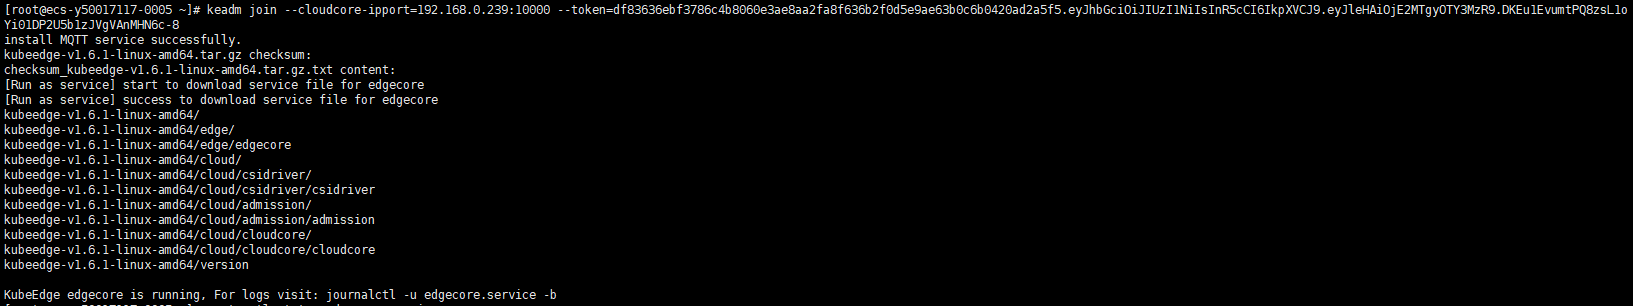 [root@ecs-y50017117-0005 ~]# keadm join --cloudcore-ipport=192.168.0.239:10000 --token=df83636ebf3786c4b8060e3ae8aa2fa8f636b2f0d5e9ae63b0c6b0420ad2a5f5.eyJhbGciOiJIUzI1NiIsInR5cCI6IkpXVCJ9.eyJleHAiOjE2MTgyOTY3MzR9.DKEu1EvumtPQ8zsL1o
Yi01DP2U5b1zJVgVAnMHN6c-8
install MQTT service successfully.
kubeedge-v1.6.1-linux-amd64.tar.gz checksum:
checksum_kubeedge-v1.6.1-linux-amd64.tar.gz.txt content:
[Run as service] start to download service file for edgecore
[Run as service] success to download service file for edgecore
kubeedge-v1.6.1-linux-amd64/
kubeedge-v1.6.1-linux-amd64/edge/
kubeedge-v1.6.1-linux-amd64/edge/edgecore
kubeedge-v1.6.1-linux-amd64/cloud/
kubeedge-v1.6.1-linux-amd64/cloud/csidriver/
kubeedge-v1.6.1-linux-amd64/cloud/csidriver/csidriver
kubeedge-v1.6.1-linux-amd64/cloud/admission/
kubeedge-v1.6.1-linux-amd64/cloud/admission/admission
kubeedge-v1.6.1-linux-amd64/cloud/cloudcore/
kubeedge-v1.6.1-linux-amd64/cloud/cloudcore/cloudcore
kubeedge-v1.6.1-linux-amd64/version
KubeEdge edgecore is running, For logs visit: journalctl -u edgecore.service -b